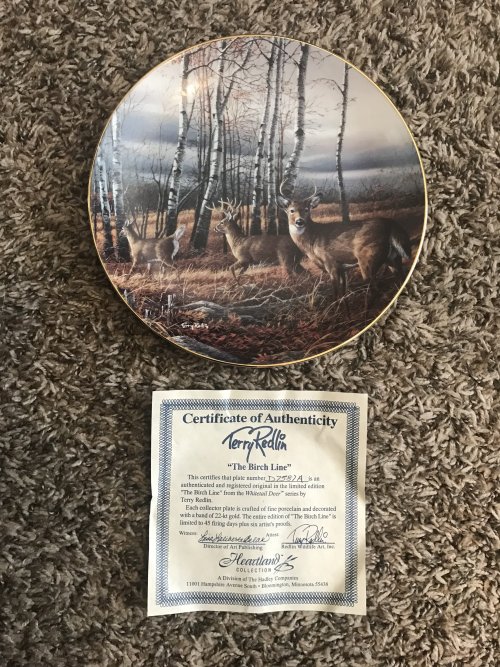 Terry Redlin
Certificate of Authenticity
Terry Redlin
"The Birch Line"
This certifies that plate number is an
authenticated and registered original in the limited edition
"The Birch Line" from the Whitetail Deer series by
Terry Redlin.
Each collector plate is crafted of fine porcelain and decorated
with a band of 22-kt gold. The entire edition of "The Birch Line" is
limited to 45 firing days plus six artist's proofs.
Witness: Artist: Terry Redlin
Director of Art Publishing Redlin Wildlife Art, Inc.
Heartland
COLLECTION
A Division of The Hadley Companies
11001 Hampshire Avenue South • Bloomington, Minnesota 55438